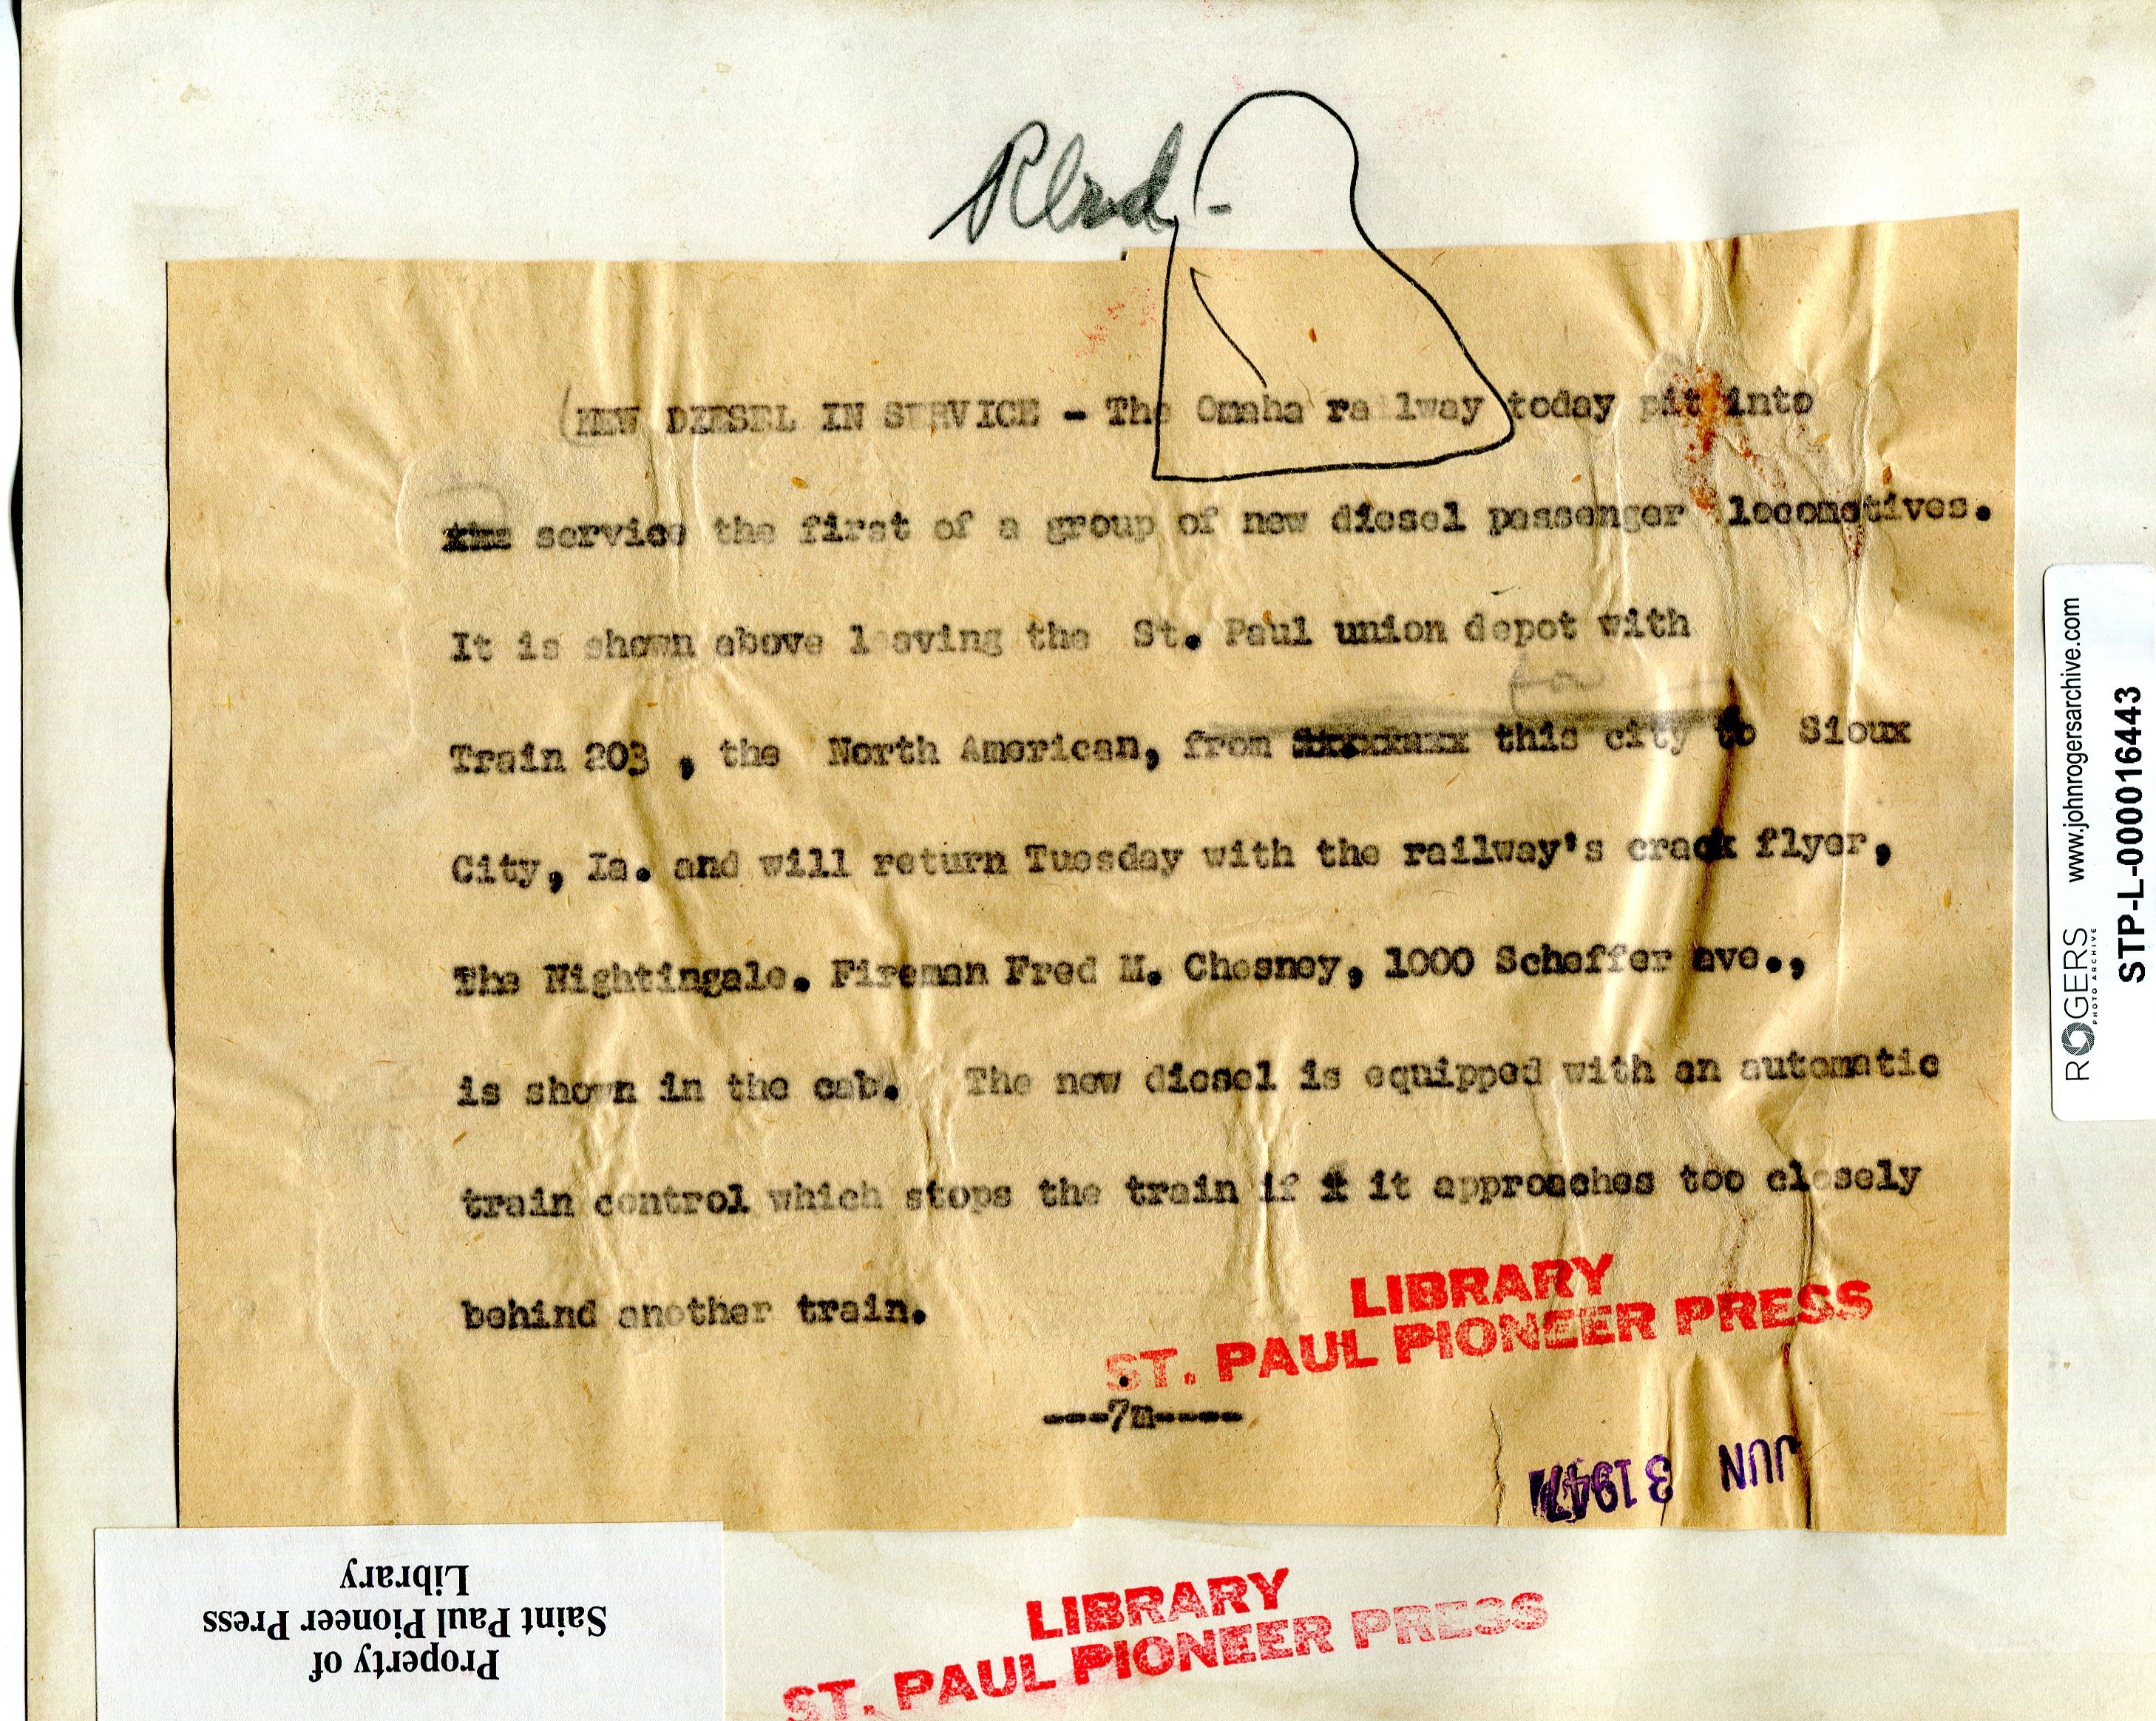 (NEW DIESEL IN SERVICE - The Omaha railway today pit into
service the first of a group of new diesel passenger locomotives.
It is shown above leaving the St. Paul union depot with
Train 203 , the North American, from this city to Sioux
City, Ia. and will return Tuesday with the railway's crack flyer,
The Nightingale. Fireman Fred M. Chesney, 1000 Scheffer ave.,
is shown in the cab. The new diesel is equipped with an automatic
train control which stops the train if it approaches too closely
behind another train.
LIBRARY
ST. PAUL PIONEER PRESS
---7m----
JUN 3 1947
Property of
Saint Paul Pioneer Press
Library
LIBRARY
ST. PAUL PIONEER PRESS
ROGERS www.johnrogersarchive.com
PHOTO ARCHIVE
STP-L-00016443